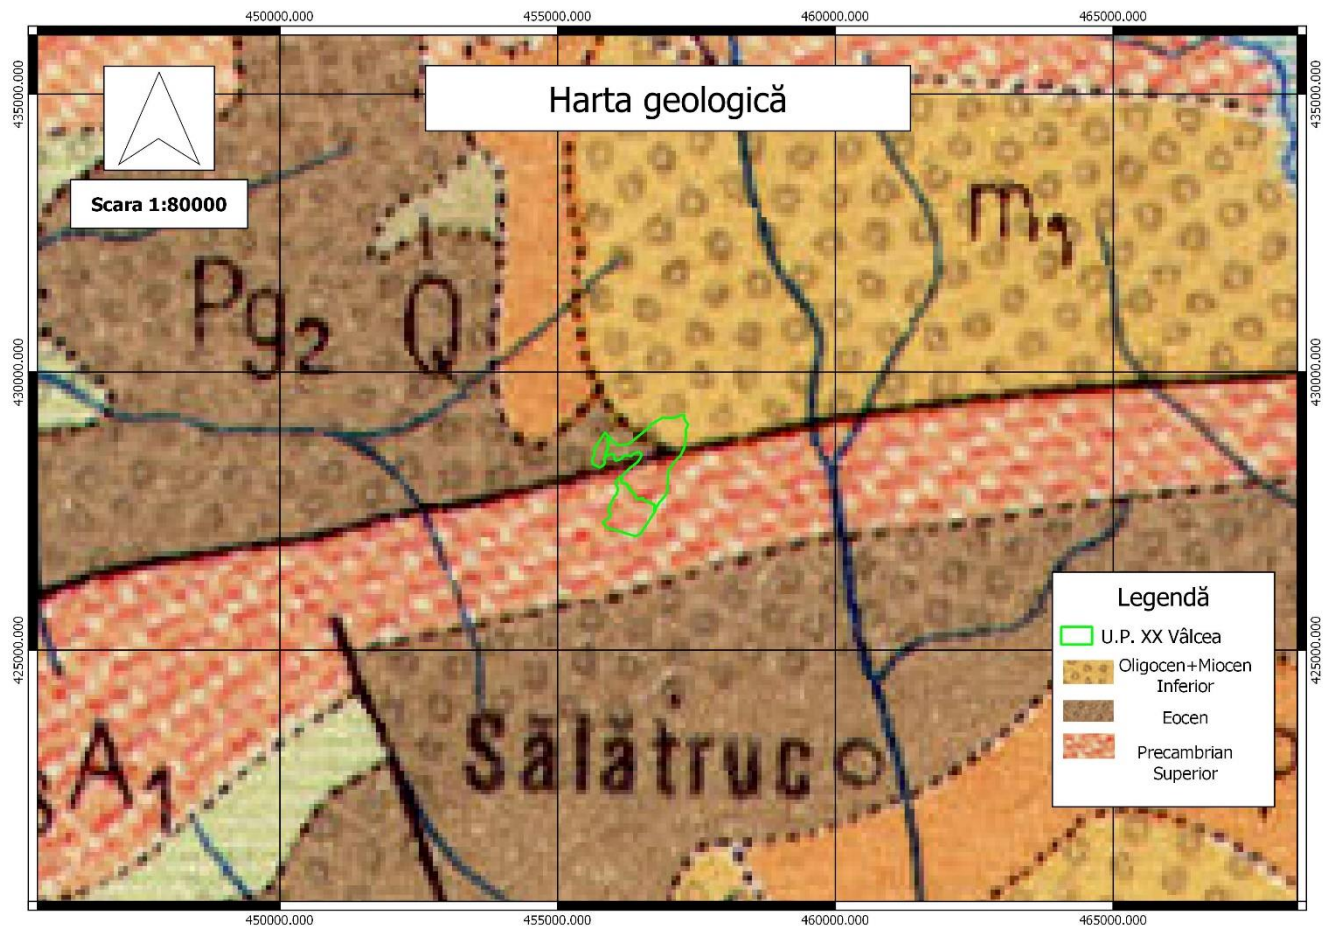 450000.000
455000.000
460000.000
465000.000
435000.000
435000.000
Harta geologică
Scara 1:80000
m₁
Pg₂
Q
430000.000
430000.000
Legendă
U.P. XX Vâlcea
Oligocen+Miocen
Inferior
Eocen
Precambrian
Superior
425000.000
425000.000
Sălătruc
A₁
450000.000
455000.000
460000.000
465000.000